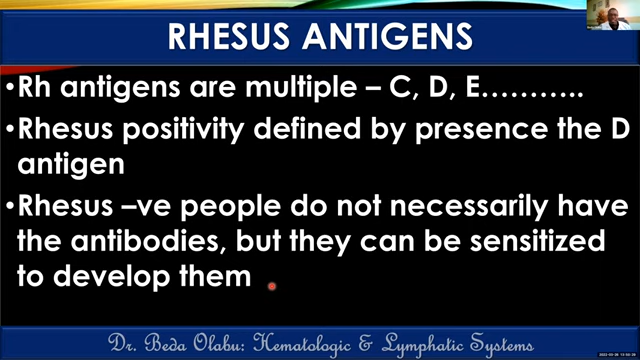 RHESUS ANTIGENS
•Rh antigens are multiple – C, D, E………..
•Rhesus positivity defined by presence the D
antigen
•Rhesus –ve people do not necessarily have
the antibodies, but they can be sensitized
to develop them
Dr. Beda Olabu: Hematologic & Lymphatic Systems